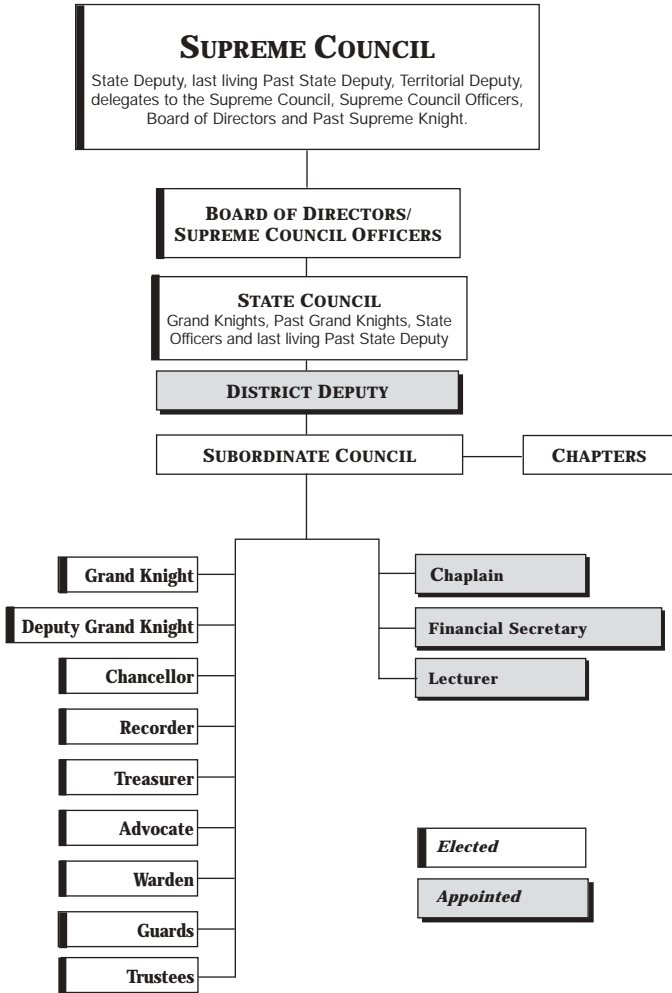 SUPREME COUNCIL
State Deputy, last living Past State Deputy, Territorial Deputy,
delegates to the Supreme Council, Supreme Council Officers,
Board of Directors and Past Supreme Knight.
BOARD OF DIRECTORS/
SUPREME COUNCIL OFFICERS
STATE COUNCIL
Grand Knights, Past Grand Knights, State
Officers and last living Past State Deputy
DISTRICT DEPUTY
SUBORDINATE COUNCIL
CHAPTERS
Grand Knight
Deputy Grand Knight
Chancellor
Recorder
Treasurer
Advocate
Warden
Guards
Trustees
Chaplain
Financial Secretary
Lecturer
Elected
Appointed